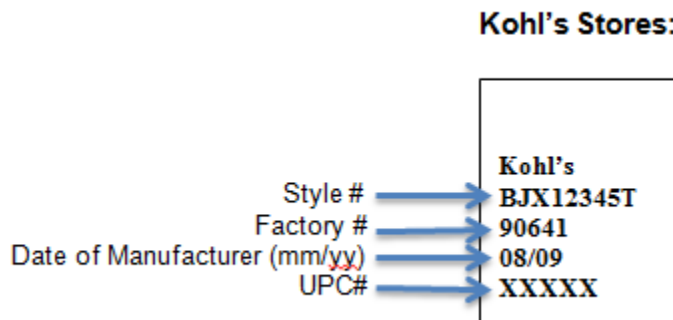 Kohl's Stores:
Kohl's
Style # BJX12345T
Factory # 90641
Date of Manufacturer (mm/yy) 08/09
UPC# XXXXX